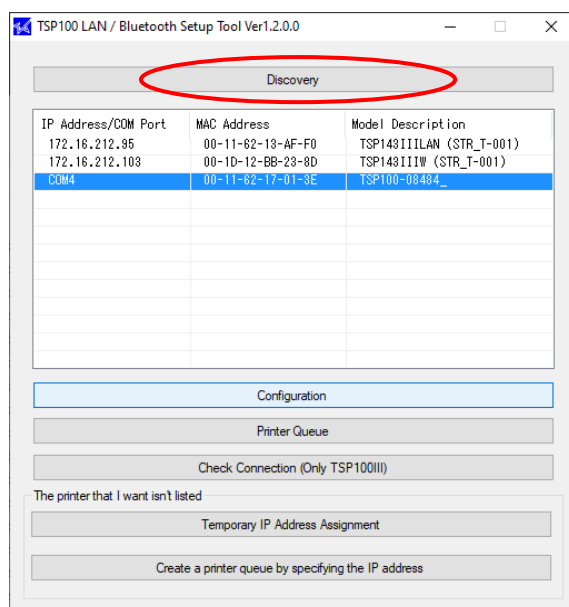 TSP100 LAN / Bluetooth Setup Tool Ver1.2.0.0
Discovery
IP Address/COM Port MAC Address Model Description
172.16.212.95 00-11-62-13-AF-F0 TSP143IIILAN (STR_T-001)
172.16.212.103 00-1D-12-BB-23-8D TSP143IIIW (STR_T-001)
COM4 00-11-62-17-01-3E TSP100-08484_
Configuration
Printer Queue
Check Connection (Only TSP100III)
The printer that I want isn't listed
Temporary IP Address Assignment
Create a printer queue by specifying the IP address